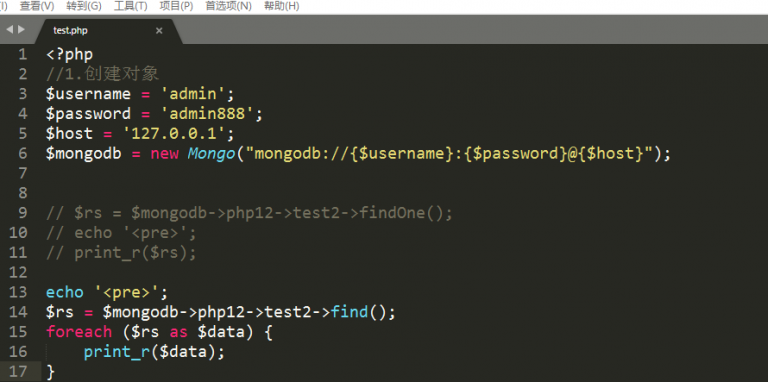 (I) 查看(V) 转到(G) 工具(T) 项目(P) 首选项(N) 帮助(H)
test.php ×
1 <?php
2 //1.创建对象
3 $username = 'admin';
4 $password = 'admin888';
5 $host = '127.0.0.1';
6 $mongodb = new Mongo("mongodb://{$username}:{$password}@{$host}");
7
8
9 // $rs = $mongodb->php12->test2->findOne();
10 // echo '<pre>';
11 // print_r($rs);
12
13 echo '<pre>';
14 $rs = $mongodb->php12->test2->find();
15 foreach ($rs as $data) {
16     print_r($data);
17 }